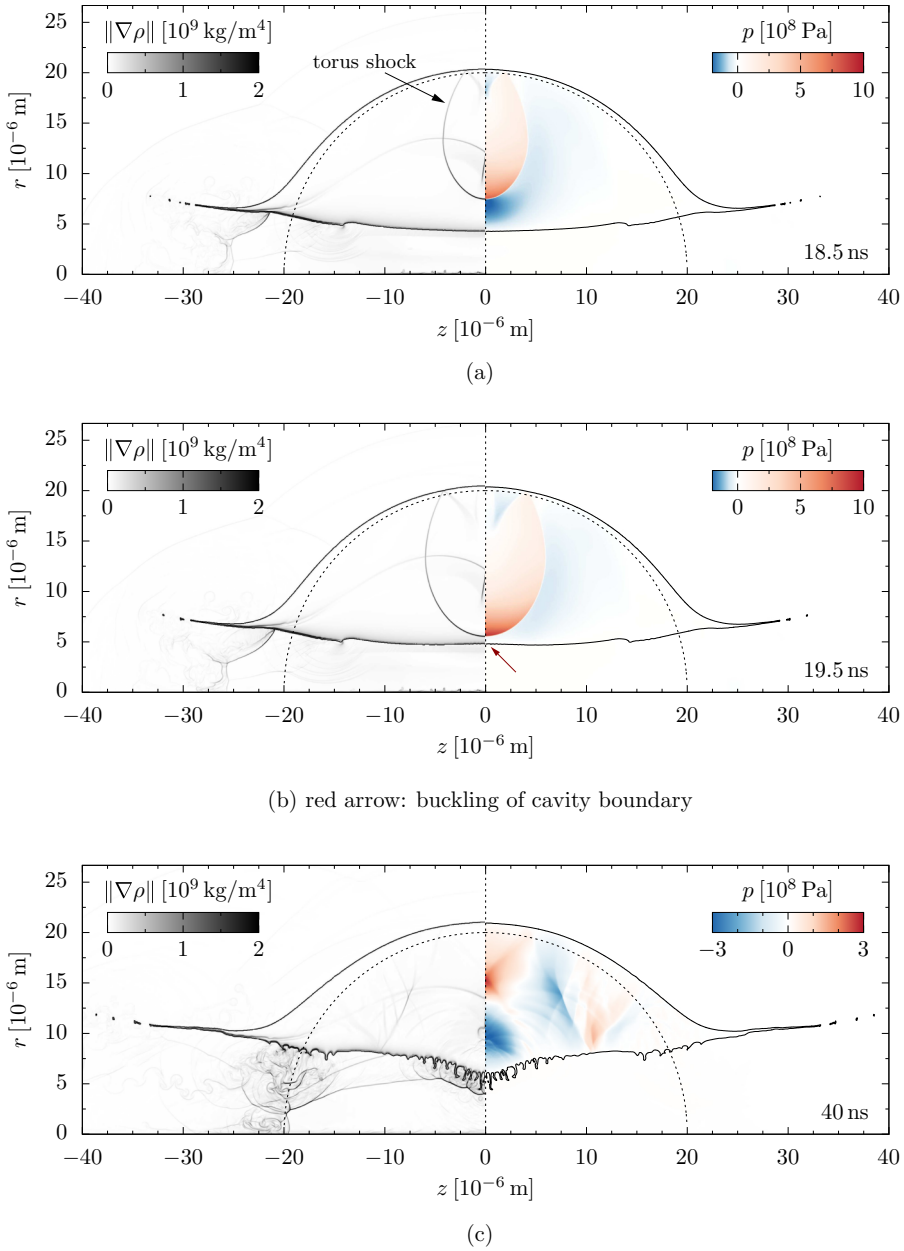 ‖∇ρ‖ [10⁹ kg/m⁴]
0 1 2
torus shock
p [10⁸ Pa]
0 5 10
r [10⁻⁶ m]
25
20
15
10
5
0
18.5 ns
−40 −30 −20 −10 0 10 20 30 40
z [10⁻⁶ m]
(a)
‖∇ρ‖ [10⁹ kg/m⁴]
0 1 2
p [10⁸ Pa]
0 5 10
r [10⁻⁶ m]
25
20
15
10
5
0
19.5 ns
−40 −30 −20 −10 0 10 20 30 40
z [10⁻⁶ m]
(b) red arrow: buckling of cavity boundary
‖∇ρ‖ [10⁹ kg/m⁴]
0 1 2
p [10⁸ Pa]
−3 0 3
r [10⁻⁶ m]
25
20
15
10
5
0
40 ns
−40 −30 −20 −10 0 10 20 30 40
z [10⁻⁶ m]
(c)